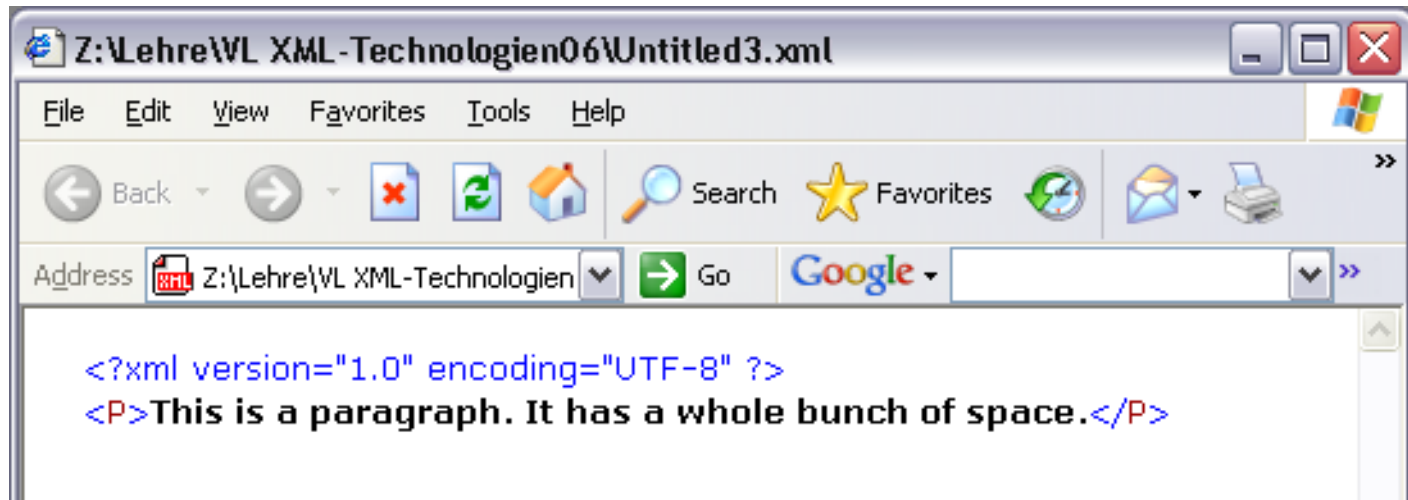 Z:\Lehre\VL XML-Technologien06\Untitled3.xml
File Edit View Favorites Tools Help
Back Search Favorites »
Address XML Z:\Lehre\VL XML-Technologien Go Google »
<?xml version="1.0" encoding="UTF-8" ?>
<P>This is a paragraph. It has a whole bunch of space.</P>